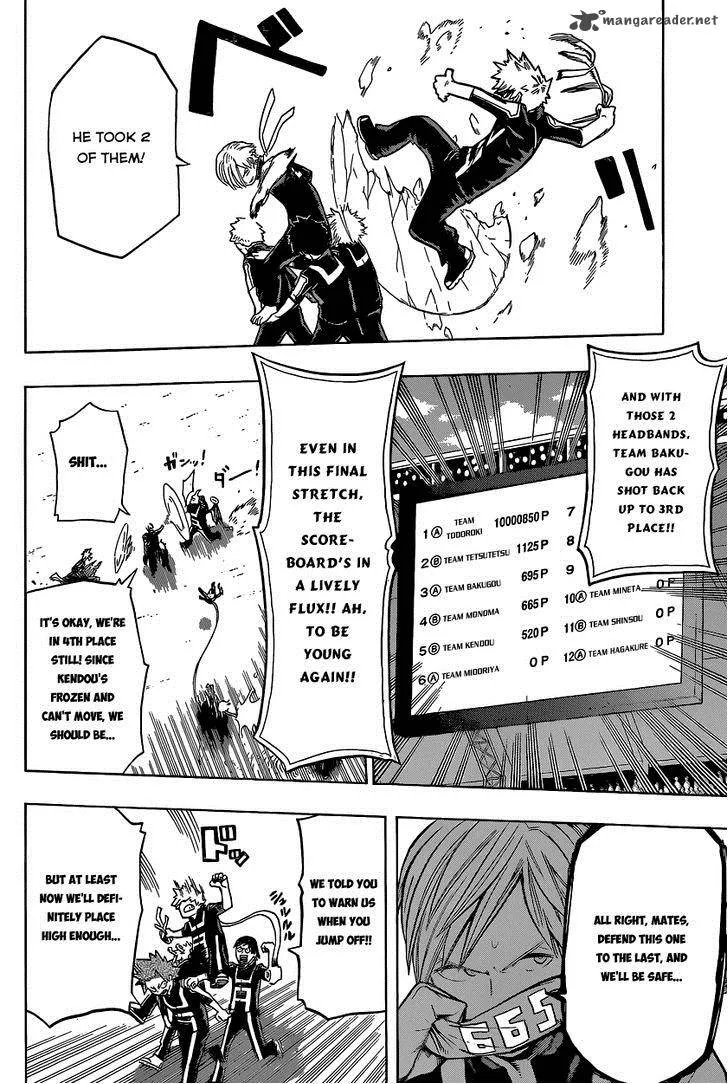 mangareader.net
HE TOOK 2
OF THEM!
AND WITH
THOSE 2
HEADBANDS,
TEAM BAKU-
GOU HAS
SHOT BACK
UP TO 3RD
PLACE!!
1 Ⓐ TEAM TODOROKI 10000850 P
2 Ⓑ TEAM TETSUTETSU 1125 P
3 Ⓐ TEAM BAKUGOU 695 P
4 Ⓑ TEAM MONOMA 665 P
5 Ⓑ TEAM KENDOU 520 P
6 Ⓐ TEAM MIDORIYA 0 P
7
8
9
10 Ⓐ TEAM MINETA 0 P
11 Ⓑ TEAM SHINSOU 0 P
12 Ⓐ TEAM HAGAKURE 0 P
EVEN IN
THIS FINAL
STRETCH,
THE
SCORE-
BOARD'S IN
A LIVELY
FLUX!! AH,
TO BE
YOUNG
AGAIN!!
ガンッ!
ダー!
SHIT...
IT'S OKAY, WE'RE
IN 4TH PLACE
STILL! SINCE
KENDOU'S
FROZEN AND
CAN'T MOVE, WE
SHOULD BE...
ALL RIGHT, MATES,
DEFEND THIS ONE
TO THE LAST, AND
WE'LL BE SAFE...
665
WE TOLD YOU
TO WARN US
WHEN YOU
JUMP OFF!!
ドッ
BUT AT LEAST
NOW WE'LL DEFI-
NITELY PLACE
HIGH ENOUGH...